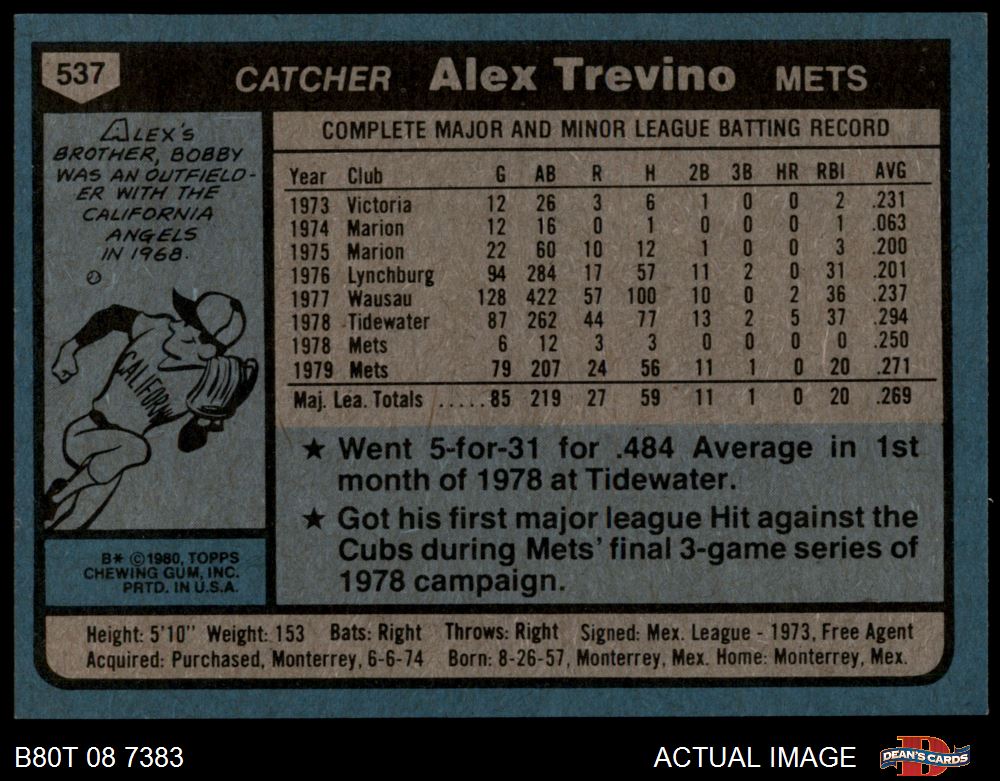 537 CATCHER Alex Trevino METS
ALEX'S
BROTHER, BOBBY
WAS AN OUTFIELD-
ER WITH THE
CALIFORNIA
ANGELS
IN 1968.
CALIFORN
B* ©1980, TOPPS
CHEWING GUM, INC.
PRTD. IN U.S.A.
COMPLETE MAJOR AND MINOR LEAGUE BATTING RECORD
Year Club G AB R H 2B 3B HR RBI AVG
1973 Victoria 12 26 3 6 1 0 0 2 .231
1974 Marion 12 16 0 1 0 0 0 1 .063
1975 Marion 22 60 10 12 1 0 0 3 .200
1976 Lynchburg 94 284 17 57 11 2 0 31 .201
1977 Wausau 128 422 57 100 10 0 2 36 .237
1978 Tidewater 87 262 44 77 13 2 5 37 .294
1978 Mets 6 12 3 3 0 0 0 0 .250
1979 Mets 79 207 24 56 11 1 0 20 .271
Maj. Lea. Totals .....85 219 27 59 11 1 0 20 .269
★ Went 5-for-31 for .484 Average in 1st
month of 1978 at Tidewater.
★ Got his first major league Hit against the
Cubs during Mets' final 3-game series of
1978 campaign.
Height: 5'10" Weight: 153 Bats: Right Throws: Right Signed: Mex. League - 1973, Free Agent
Acquired: Purchased, Monterrey, 6-6-74 Born: 8-26-57, Monterrey, Mex. Home: Monterrey, Mex.
B80T 08 7383 ACTUAL IMAGE DEAN'S CARDS